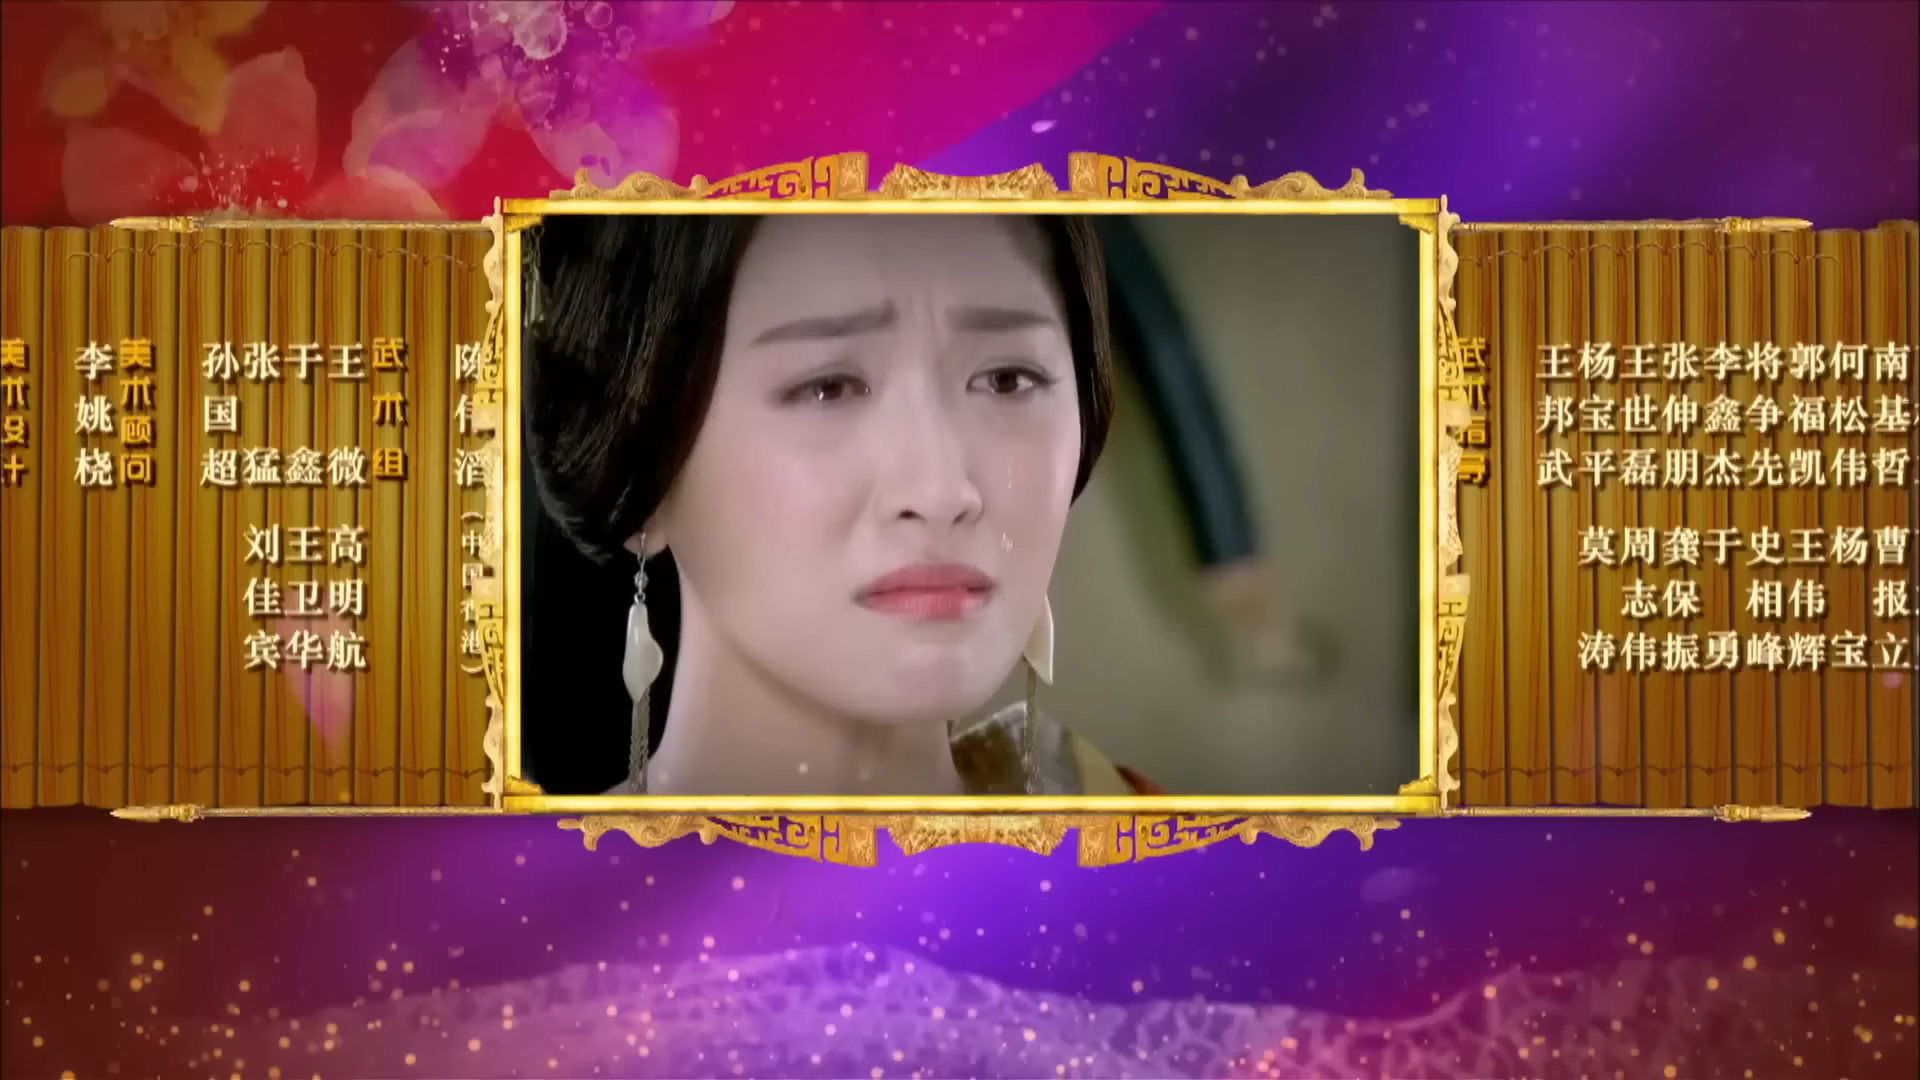 南基哲
曹报立
何松伟
杨宝
郭福凯
王伟辉
将争先
史相峰
李鑫杰
于勇
张伸朋
龚保振
王世磊
周志伟
杨宝平
莫涛
王邦武
武术指导
陈伟滔（中国香港）
武术组
王微
高明航
于鑫
王卫华
张猛
刘佳宾
孙国超
美术顾问
李姚桡
美术设计